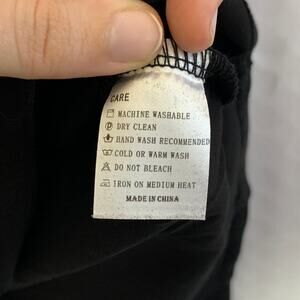 CARE
MACHINE WASHABLE
DRY CLEAN
HAND WASH RECOMMENDED
COLD OR WARM WASH
DO NOT BLEACH
IRON ON MEDIUM HEAT
MADE IN CHINA